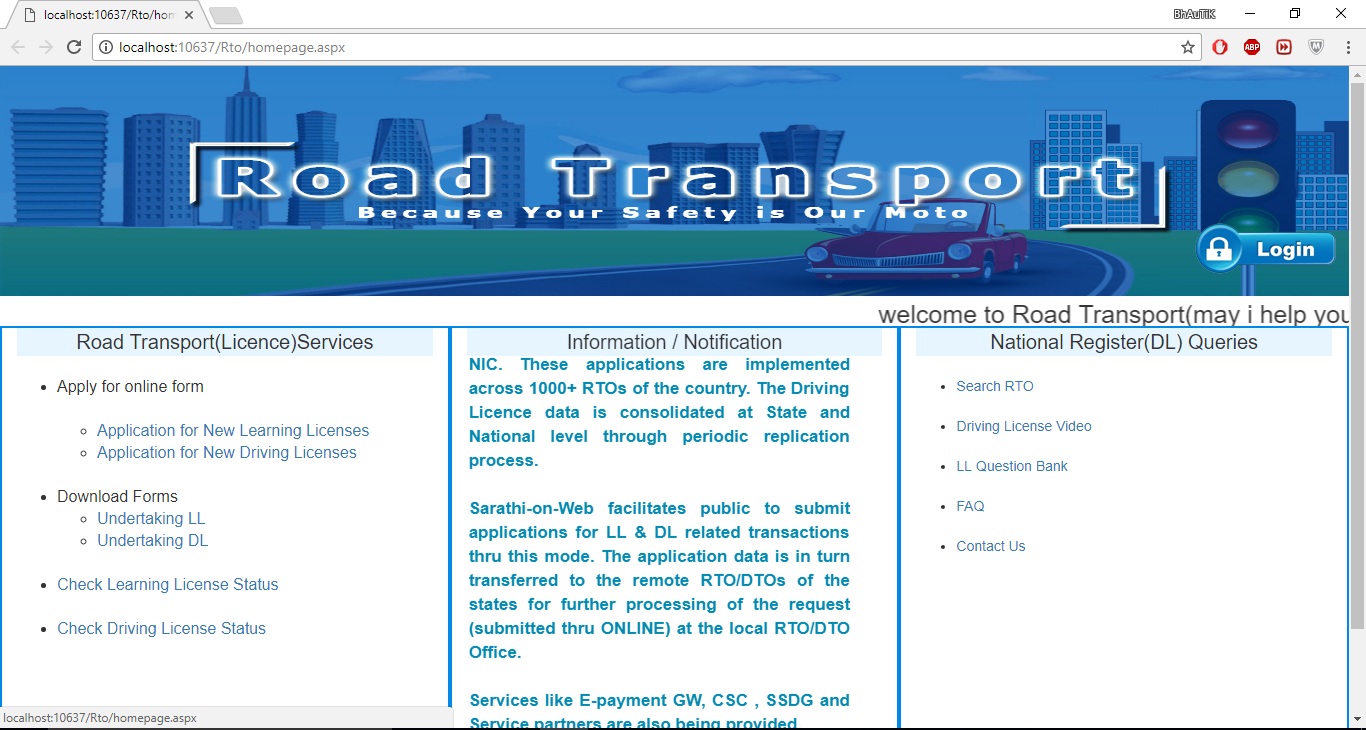 localhost:10637/Rto/hom
BhAuTiK
localhost:10637/Rto/homepage.aspx
ABP
Road Transport
Because Your Safety is Our Moto
Login
welcome to Road Transport(may i help you
Road Transport(Licence)Services
Apply for online form
Application for New Learning Licenses
Application for New Driving Licenses
Download Forms
Undertaking LL
Undertaking DL
Check Learning License Status
Check Driving License Status
Information / Notification
NIC. These applications are implemented
across 1000+ RTOs of the country. The Driving
Licence data is consolidated at State and
National level through periodic replication
process.
Sarathi-on-Web facilitates public to submit
applications for LL & DL related transactions
thru this mode. The application data is in turn
transferred to the remote RTO/DTOs of the
states for further processing of the request
(submitted thru ONLINE) at the local RTO/DTO
Office.
Services like E-payment GW, CSC , SSDG and
Service partners are also being provided
National Register(DL) Queries
Search RTO
Driving License Video
LL Question Bank
FAQ
Contact Us
localhost:10637/Rto/homepage.aspx